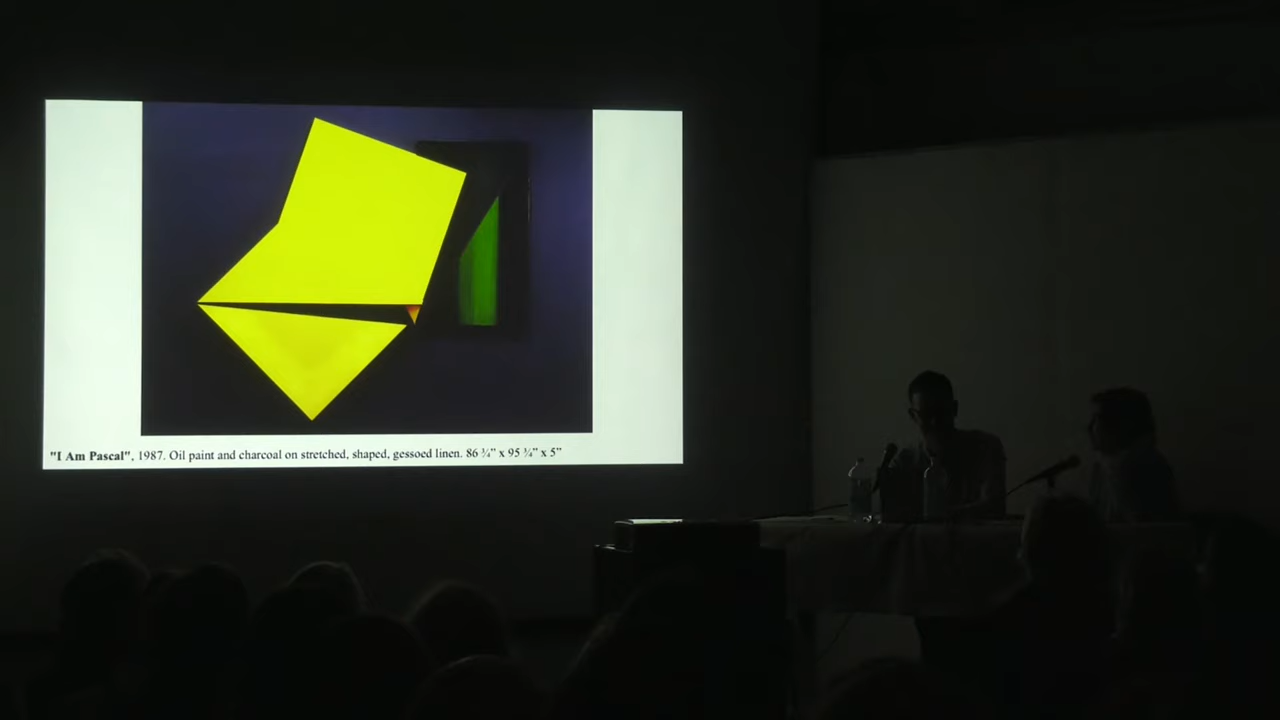 "I Am Pascal", 1987. Oil paint and charcoal on stretched, shaped, gessoed linen. 86 ¾” x 95 ¾” x 5”